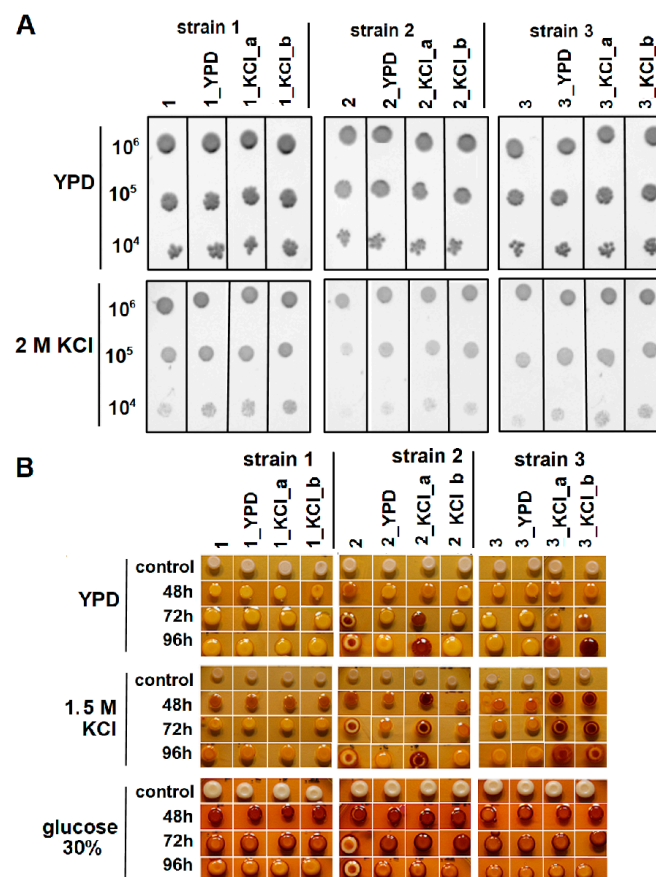 A
strain 1
strain 2
strain 3
1
1_YPD
1_KCl_a
1_KCl_b
2
2_YPD
2_KCl_a
2_KCl_b
3
3_YPD
3_KCl_a
3_KCl_b
YPD
10⁶
10⁵
10⁴
2 M KCl
10⁶
10⁵
10⁴
B
strain 1
strain 2
strain 3
1
1_YPD
1_KCl_a
1_KCl_b
2
2_YPD
2_KCl_a
2 KCl b
3
3_YPD
3_KCl_a
3_KCl_b
YPD
control
48h
72h
96h
1.5 M
KCl
control
48h
72h
96h
glucose
30%
control
48h
72h
96h